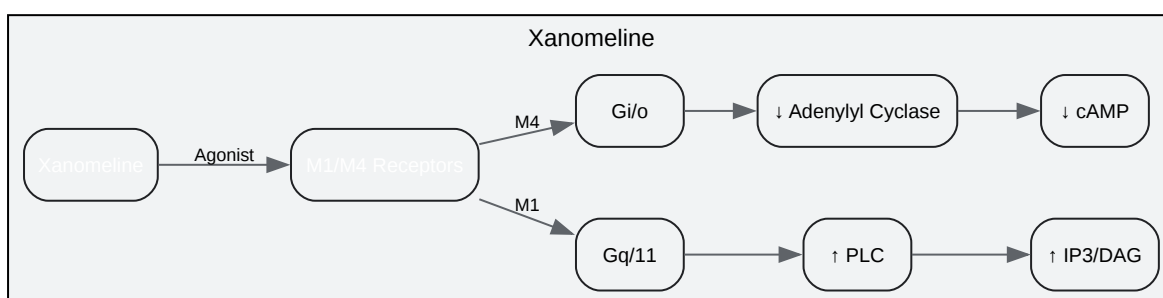 Xanomeline
Xanomeline
Agonist
M1/M4 Receptors
M4
Gi/o
↓ Adenylyl Cyclase
↓ cAMP
M1
Gq/11
↑ PLC
↑ IP3/DAG